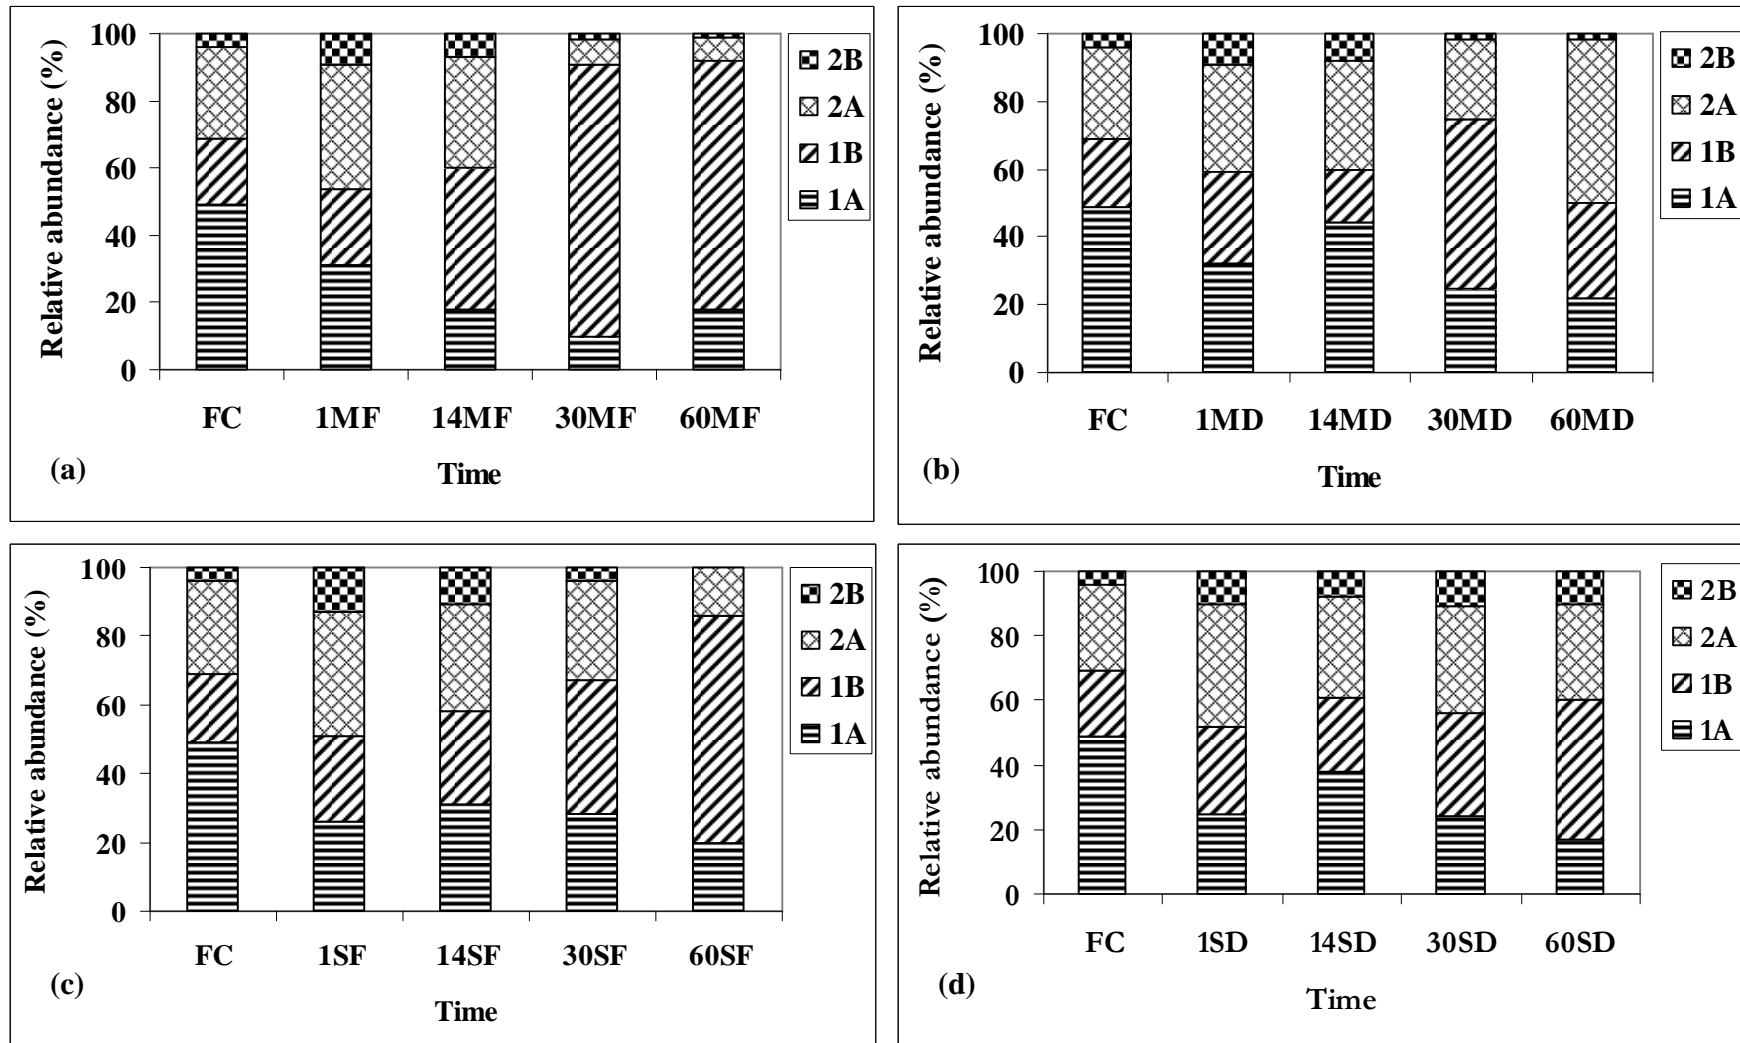 Relative abundance (%)
100
80
60
40
20
0
FC 1MF 14MF 30MF 60MF
Time
(a)
2B
2A
1B
1A
Relative abundance (%)
100
80
60
40
20
0
FC 1MD 14MD 30MD 60MD
Time
(b)
2B
2A
1B
1A
Relative abundance (%)
100
80
60
40
20
0
FC 1SF 14SF 30SF 60SF
Time
(c)
2B
2A
1B
1A
Relative abundance (%)
100
80
60
40
20
0
FC 1SD 14SD 30SD 60SD
Time
(d)
2B
2A
1B
1A